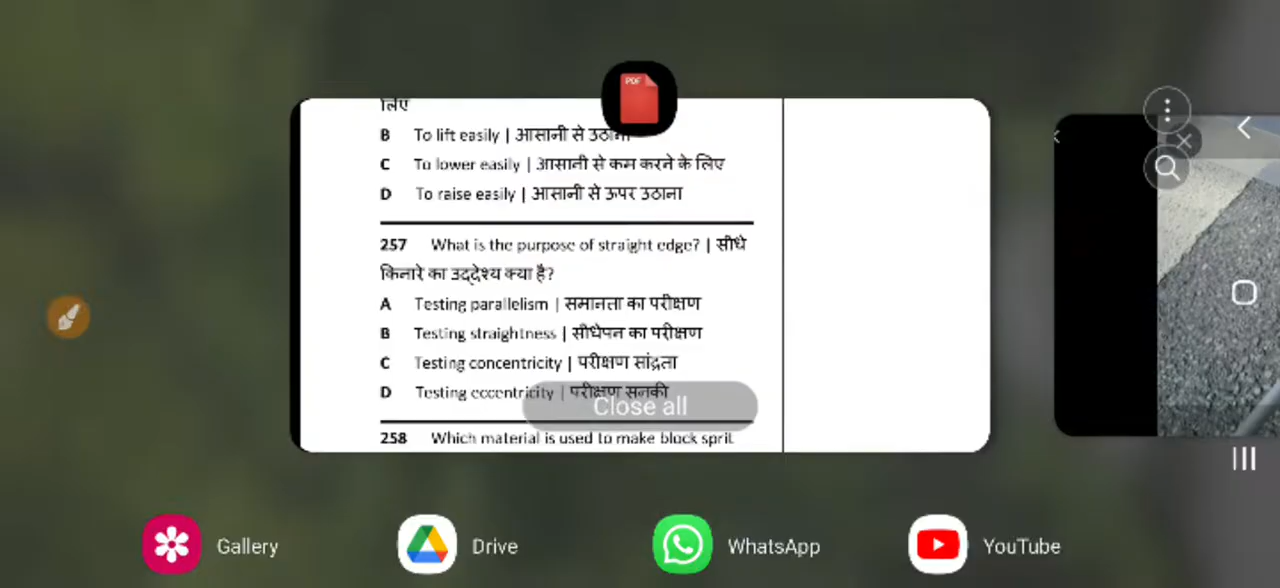 PDF
लिए
B To lift easily | आसानी से उठाना
C To lower easily | आसानी से कम करने के लिए
D To raise easily | आसानी से ऊपर उठाना
257 What is the purpose of straight edge? | सीधे
किनारे का उद्देश्य क्या है?
A Testing parallelism | समानता का परीक्षण
B Testing straightness | सीधेपन का परीक्षण
C Testing concentricity | परीक्षण सांद्रता
D Testing eccentricity | परीक्षण सनकी
Close all
258 Which material is used to make block sprit
Gallery
Drive
WhatsApp
YouTube